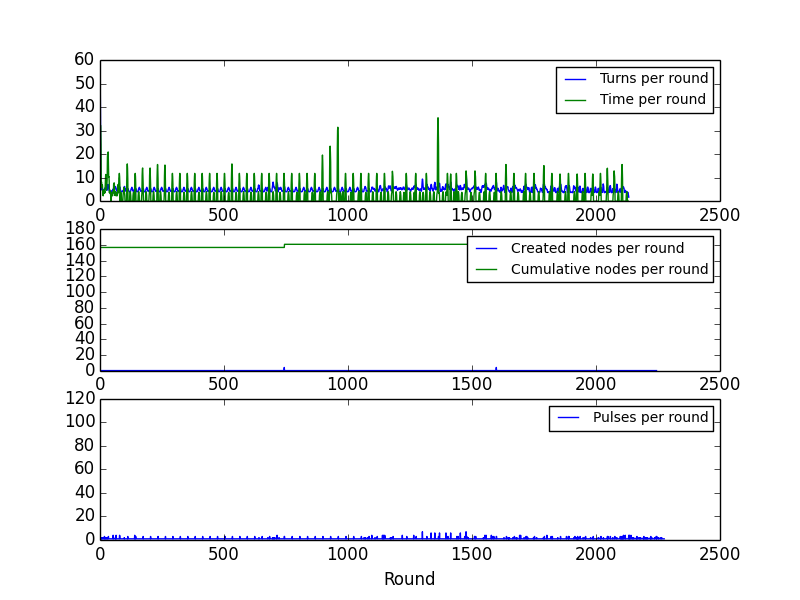 60
50
40
30
20
10
0
Turns per round
Time per round
0 500 1000 1500 2000 2500
180
160
140
120
100
80
60
40
20
0
Created nodes per round
Cumulative nodes per round
0 500 1000 1500 2000 2500
120
100
80
60
40
20
0
Pulses per round
0 500 1000 1500 2000 2500
Round